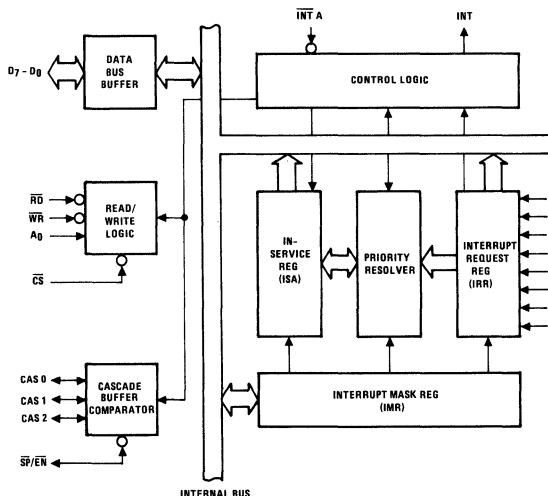 INT A
INT
D7 - D0
DATA
BUS
BUFFER
CONTROL LOGIC
RD
WR
A0
CS
READ/
WRITE
LOGIC
IN-
SERVICE
REG
(ISA)
PRIORITY
RESOLVER
INTERRUPT
REQUEST
REG
(IRR)
CAS 0
CAS 1
CAS 2
CASCADE
BUFFER
COMPARATOR
SP/EN
INTERRUPT MASK REG
(IMR)
INTERNAL BUS